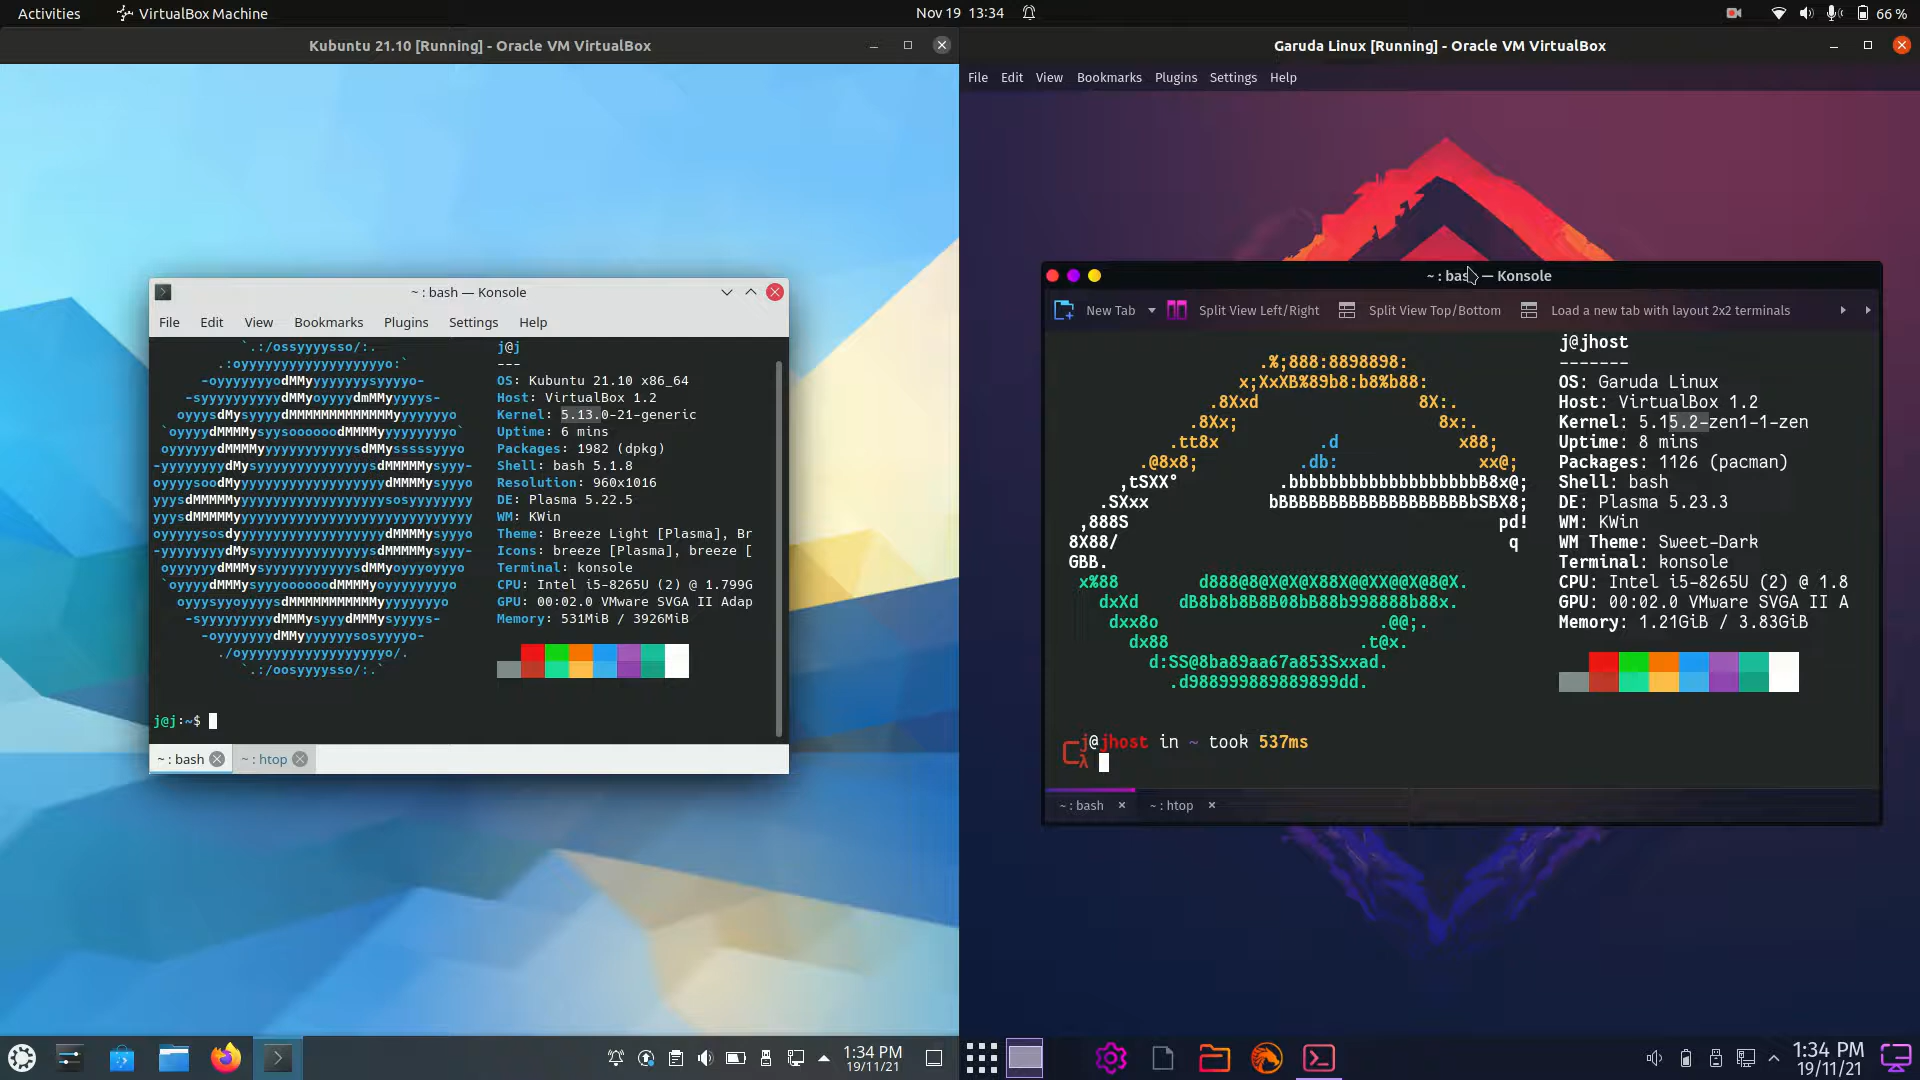 Activities
VirtualBox Machine
Nov 19 13:34
66 %
Kubuntu 21.10 [Running] - Oracle VM VirtualBox
~ : bash — Konsole
File Edit View Bookmarks Plugins Settings Help
j@j
---
OS: Kubuntu 21.10 x86_64
Host: VirtualBox 1.2
Kernel: 5.13.0-21-generic
Uptime: 6 mins
Packages: 1982 (dpkg)
Shell: bash 5.1.8
Resolution: 960x1016
DE: Plasma 5.22.5
WM: KWin
Theme: Breeze Light [Plasma], Br
Icons: breeze [Plasma], breeze [
Terminal: konsole
CPU: Intel i5-8265U (2) @ 1.799G
GPU: 00:02.0 VMware SVGA II Adap
Memory: 531MiB / 3926MiB
j@j:~$
~ : bash
~ : htop
1:34 PM
19/11/21
Garuda Linux [Running] - Oracle VM VirtualBox
File Edit View Bookmarks Plugins Settings Help
— Konsole
New Tab
Split View Left/Right
Split View Top/Bottom
Load a new tab with layout 2x2 terminals
j@jhost
-------
OS: Garuda Linux
Host: VirtualBox 1.2
Kernel: 5.15.2-zen1-1-zen
Uptime: 8 mins
Packages: 1126 (pacman)
Shell: bash
DE: Plasma 5.23.3
WM: KWin
WM Theme: Sweet-Dark
Terminal: konsole
CPU: Intel i5-8265U (2) @ 1.8
GPU: 00:02.0 VMware SVGA II A
Memory: 1.21GiB / 3.83GiB
j@jhost in ~ took 537ms
λ
~ : bash
~ : htop
1:34 PM
19/11/21